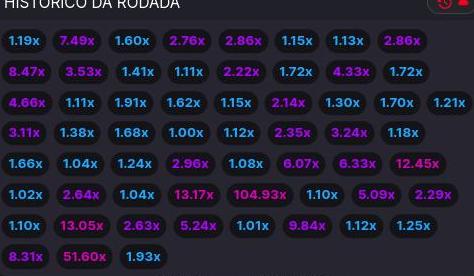 HISTÓRICO DA RODADA
1.19x 7.49x 1.60x 2.76x 2.86x 1.15x 1.13x 2.86x
8.47x 3.53x 1.41x 1.11x 2.22x 1.72x 4.33x 1.72x
4.66x 1.11x 1.91x 1.62x 1.15x 2.14x 1.30x 1.70x 1.21x
3.11x 1.38x 1.68x 1.00x 1.12x 2.35x 3.24x 1.18x
1.66x 1.04x 1.24x 2.96x 1.08x 6.07x 6.33x 12.45x
1.02x 2.64x 1.04x 13.17x 104.93x 1.10x 5.09x 2.29x
1.10x 13.05x 2.63x 5.24x 1.01x 9.84x 1.12x 1.25x
8.31x 51.60x 1.93x